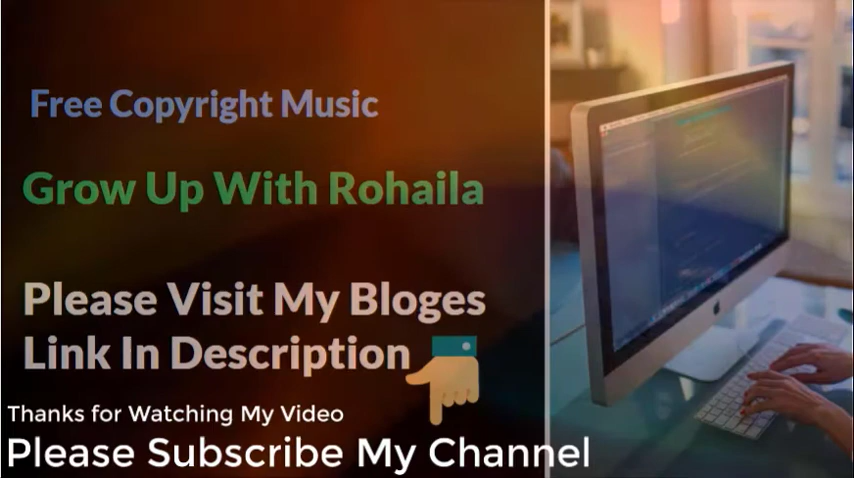 Free Copyright Music
Grow Up With Rohaila
Please Visit My Bloges
Link In Description
Thanks for Watching My Video
Please Subscribe My Channel